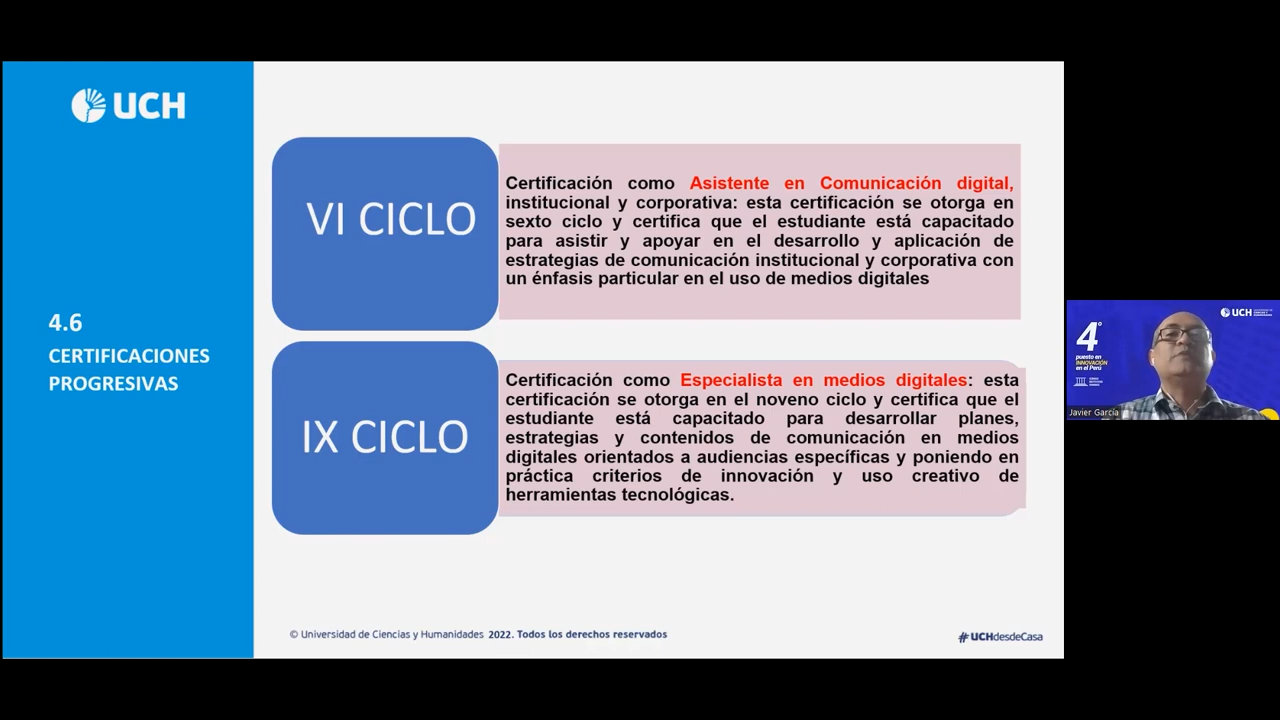 UCH
4.6
CERTIFICACIONES
PROGRESIVAS
VI CICLO
Certificación como Asistente en Comunicación digital,
institucional y corporativa: esta certificación se otorga en
sexto ciclo y certifica que el estudiante está capacitado
para asistir y apoyar en el desarrollo y aplicación de
estrategias de comunicación institucional y corporativa con
un énfasis particular en el uso de medios digitales
IX CICLO
Certificación como Especialista en medios digitales: esta
certificación se otorga en el noveno ciclo y certifica que el
estudiante está capacitado para desarrollar planes,
estrategias y contenidos de comunicación en medios
digitales orientados a audiencias específicas y poniendo en
práctica criterios de innovación y uso creativo de
herramientas tecnológicas.
© Universidad de Ciencias y Humanidades 2022. Todos los derechos reservados
#UCHdesdeCasa
UCH
4°
puesto en
INNOVACIÓN
en el Perú
Javier García